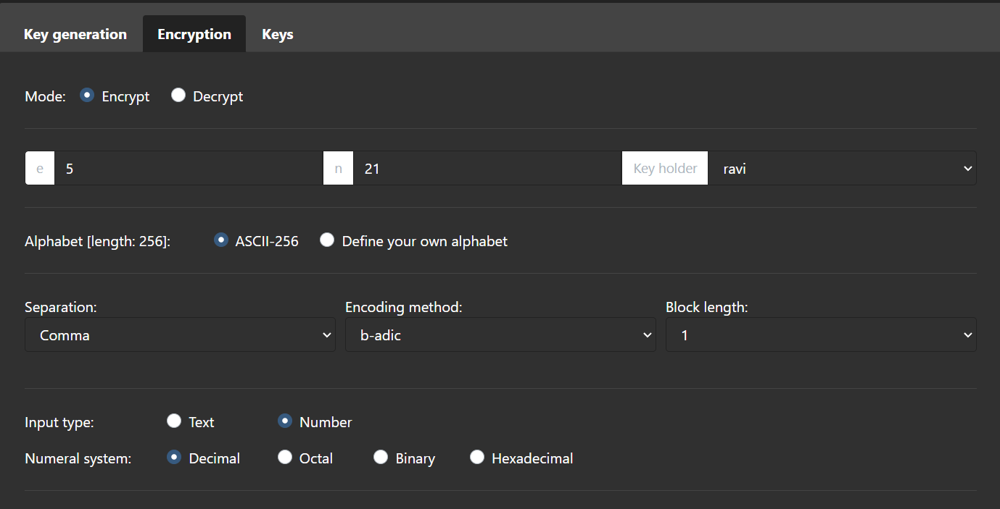 Key generation Encryption Keys
Mode: Encrypt Decrypt
e 5 n 21 Key holder ravi
Alphabet [length: 256]: ASCII-256 Define your own alphabet
Separation: Encoding method: Block length:
Comma b-adic 1
Input type: Text Number
Numeral system: Decimal Octal Binary Hexadecimal